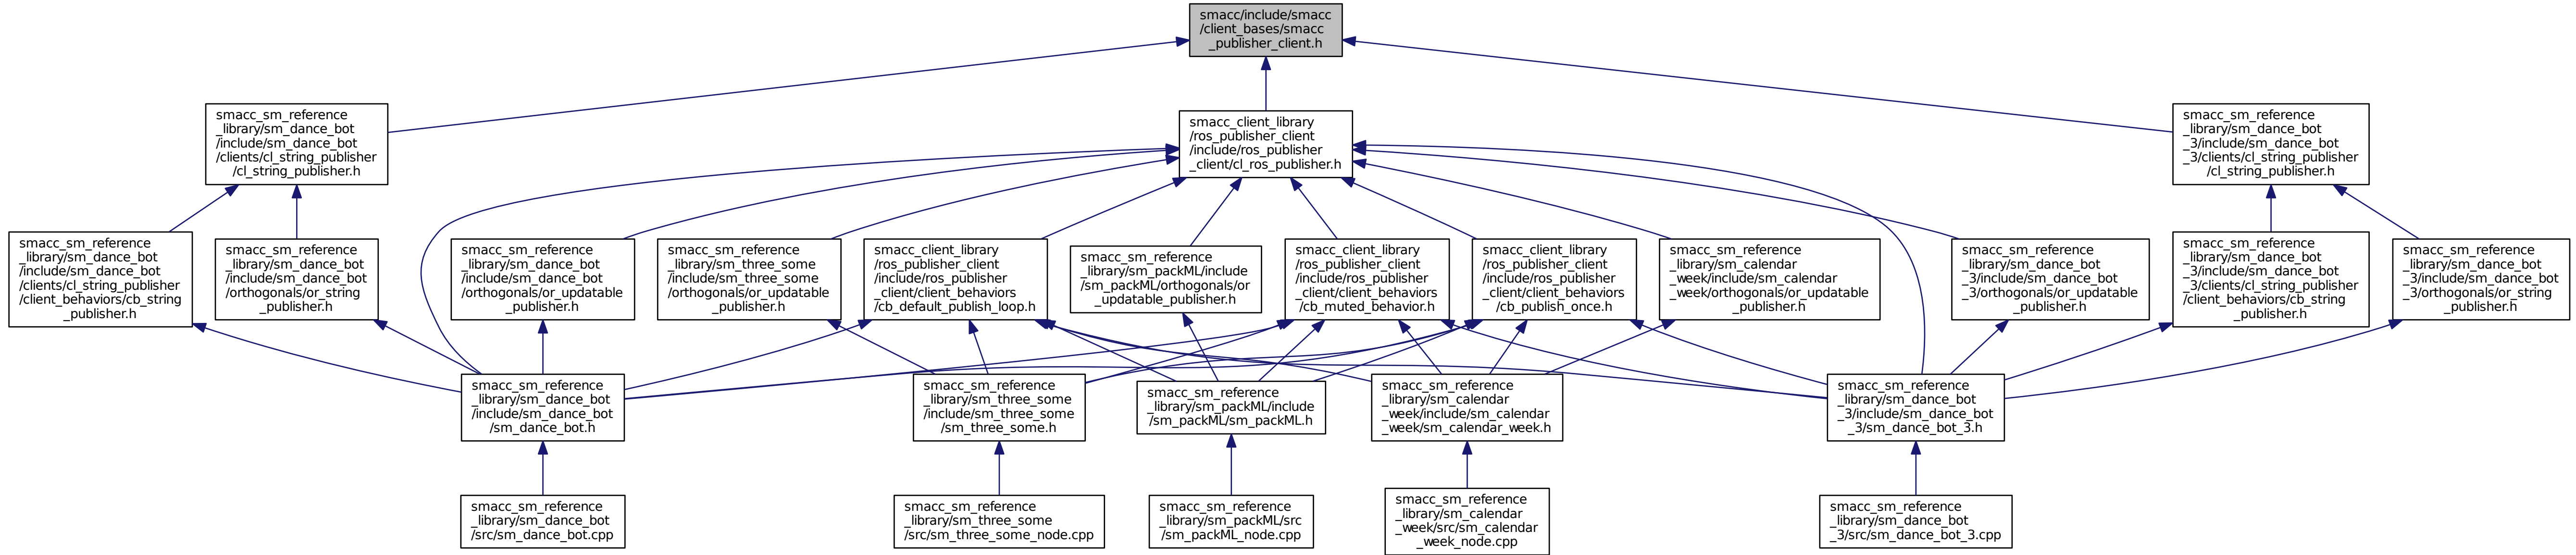 smacc/include/smacc
/client_bases/smacc
_publisher_client.h
smacc_sm_reference
_library/sm_dance_bot
/include/sm_dance_bot
/clients/cl_string_publisher
/cl_string_publisher.h
smacc_client_library
/ros_publisher_client
/include/ros_publisher
_client/cl_ros_publisher.h
smacc_sm_reference
_library/sm_dance_bot
_3/include/sm_dance_bot
_3/clients/cl_string_publisher
/cl_string_publisher.h
smacc_sm_reference
_library/sm_dance_bot
/include/sm_dance_bot
/clients/cl_string_publisher
/client_behaviors/cb_string
_publisher.h
smacc_sm_reference
_library/sm_dance_bot
/include/sm_dance_bot
/orthogonals/or_string
_publisher.h
smacc_sm_reference
_library/sm_dance_bot
/include/sm_dance_bot
/orthogonals/or_updatable
_publisher.h
smacc_sm_reference
_library/sm_three_some
/include/sm_three_some
/orthogonals/or_updatable
_publisher.h
smacc_client_library
/ros_publisher_client
/include/ros_publisher
_client/client_behaviors
/cb_default_publish_loop.h
smacc_sm_reference
_library/sm_packML/include
/sm_packML/orthogonals/or
_updatable_publisher.h
smacc_client_library
/ros_publisher_client
/include/ros_publisher
_client/client_behaviors
/cb_muted_behavior.h
smacc_client_library
/ros_publisher_client
/include/ros_publisher
_client/client_behaviors
/cb_publish_once.h
smacc_sm_reference
_library/sm_calendar
_week/include/sm_calendar
_week/orthogonals/or_updatable
_publisher.h
smacc_sm_reference
_library/sm_dance_bot
_3/include/sm_dance_bot
_3/orthogonals/or_updatable
_publisher.h
smacc_sm_reference
_library/sm_dance_bot
_3/include/sm_dance_bot
_3/clients/cl_string_publisher
/client_behaviors/cb_string
_publisher.h
smacc_sm_reference
_library/sm_dance_bot
_3/include/sm_dance_bot
_3/orthogonals/or_string
_publisher.h
smacc_sm_reference
_library/sm_dance_bot
/include/sm_dance_bot
/sm_dance_bot.h
smacc_sm_reference
_library/sm_three_some
/include/sm_three_some
/sm_three_some.h
smacc_sm_reference
_library/sm_packML/include
/sm_packML/sm_packML.h
smacc_sm_reference
_library/sm_calendar
_week/include/sm_calendar
_week/sm_calendar_week.h
smacc_sm_reference
_library/sm_dance_bot
_3/include/sm_dance_bot
_3/sm_dance_bot_3.h
smacc_sm_reference
_library/sm_dance_bot
/src/sm_dance_bot.cpp
smacc_sm_reference
_library/sm_three_some
/src/sm_three_some_node.cpp
smacc_sm_reference
_library/sm_packML/src
/sm_packML_node.cpp
smacc_sm_reference
_library/sm_calendar
_week/src/sm_calendar
_week_node.cpp
smacc_sm_reference
_library/sm_dance_bot
_3/src/sm_dance_bot_3.cpp